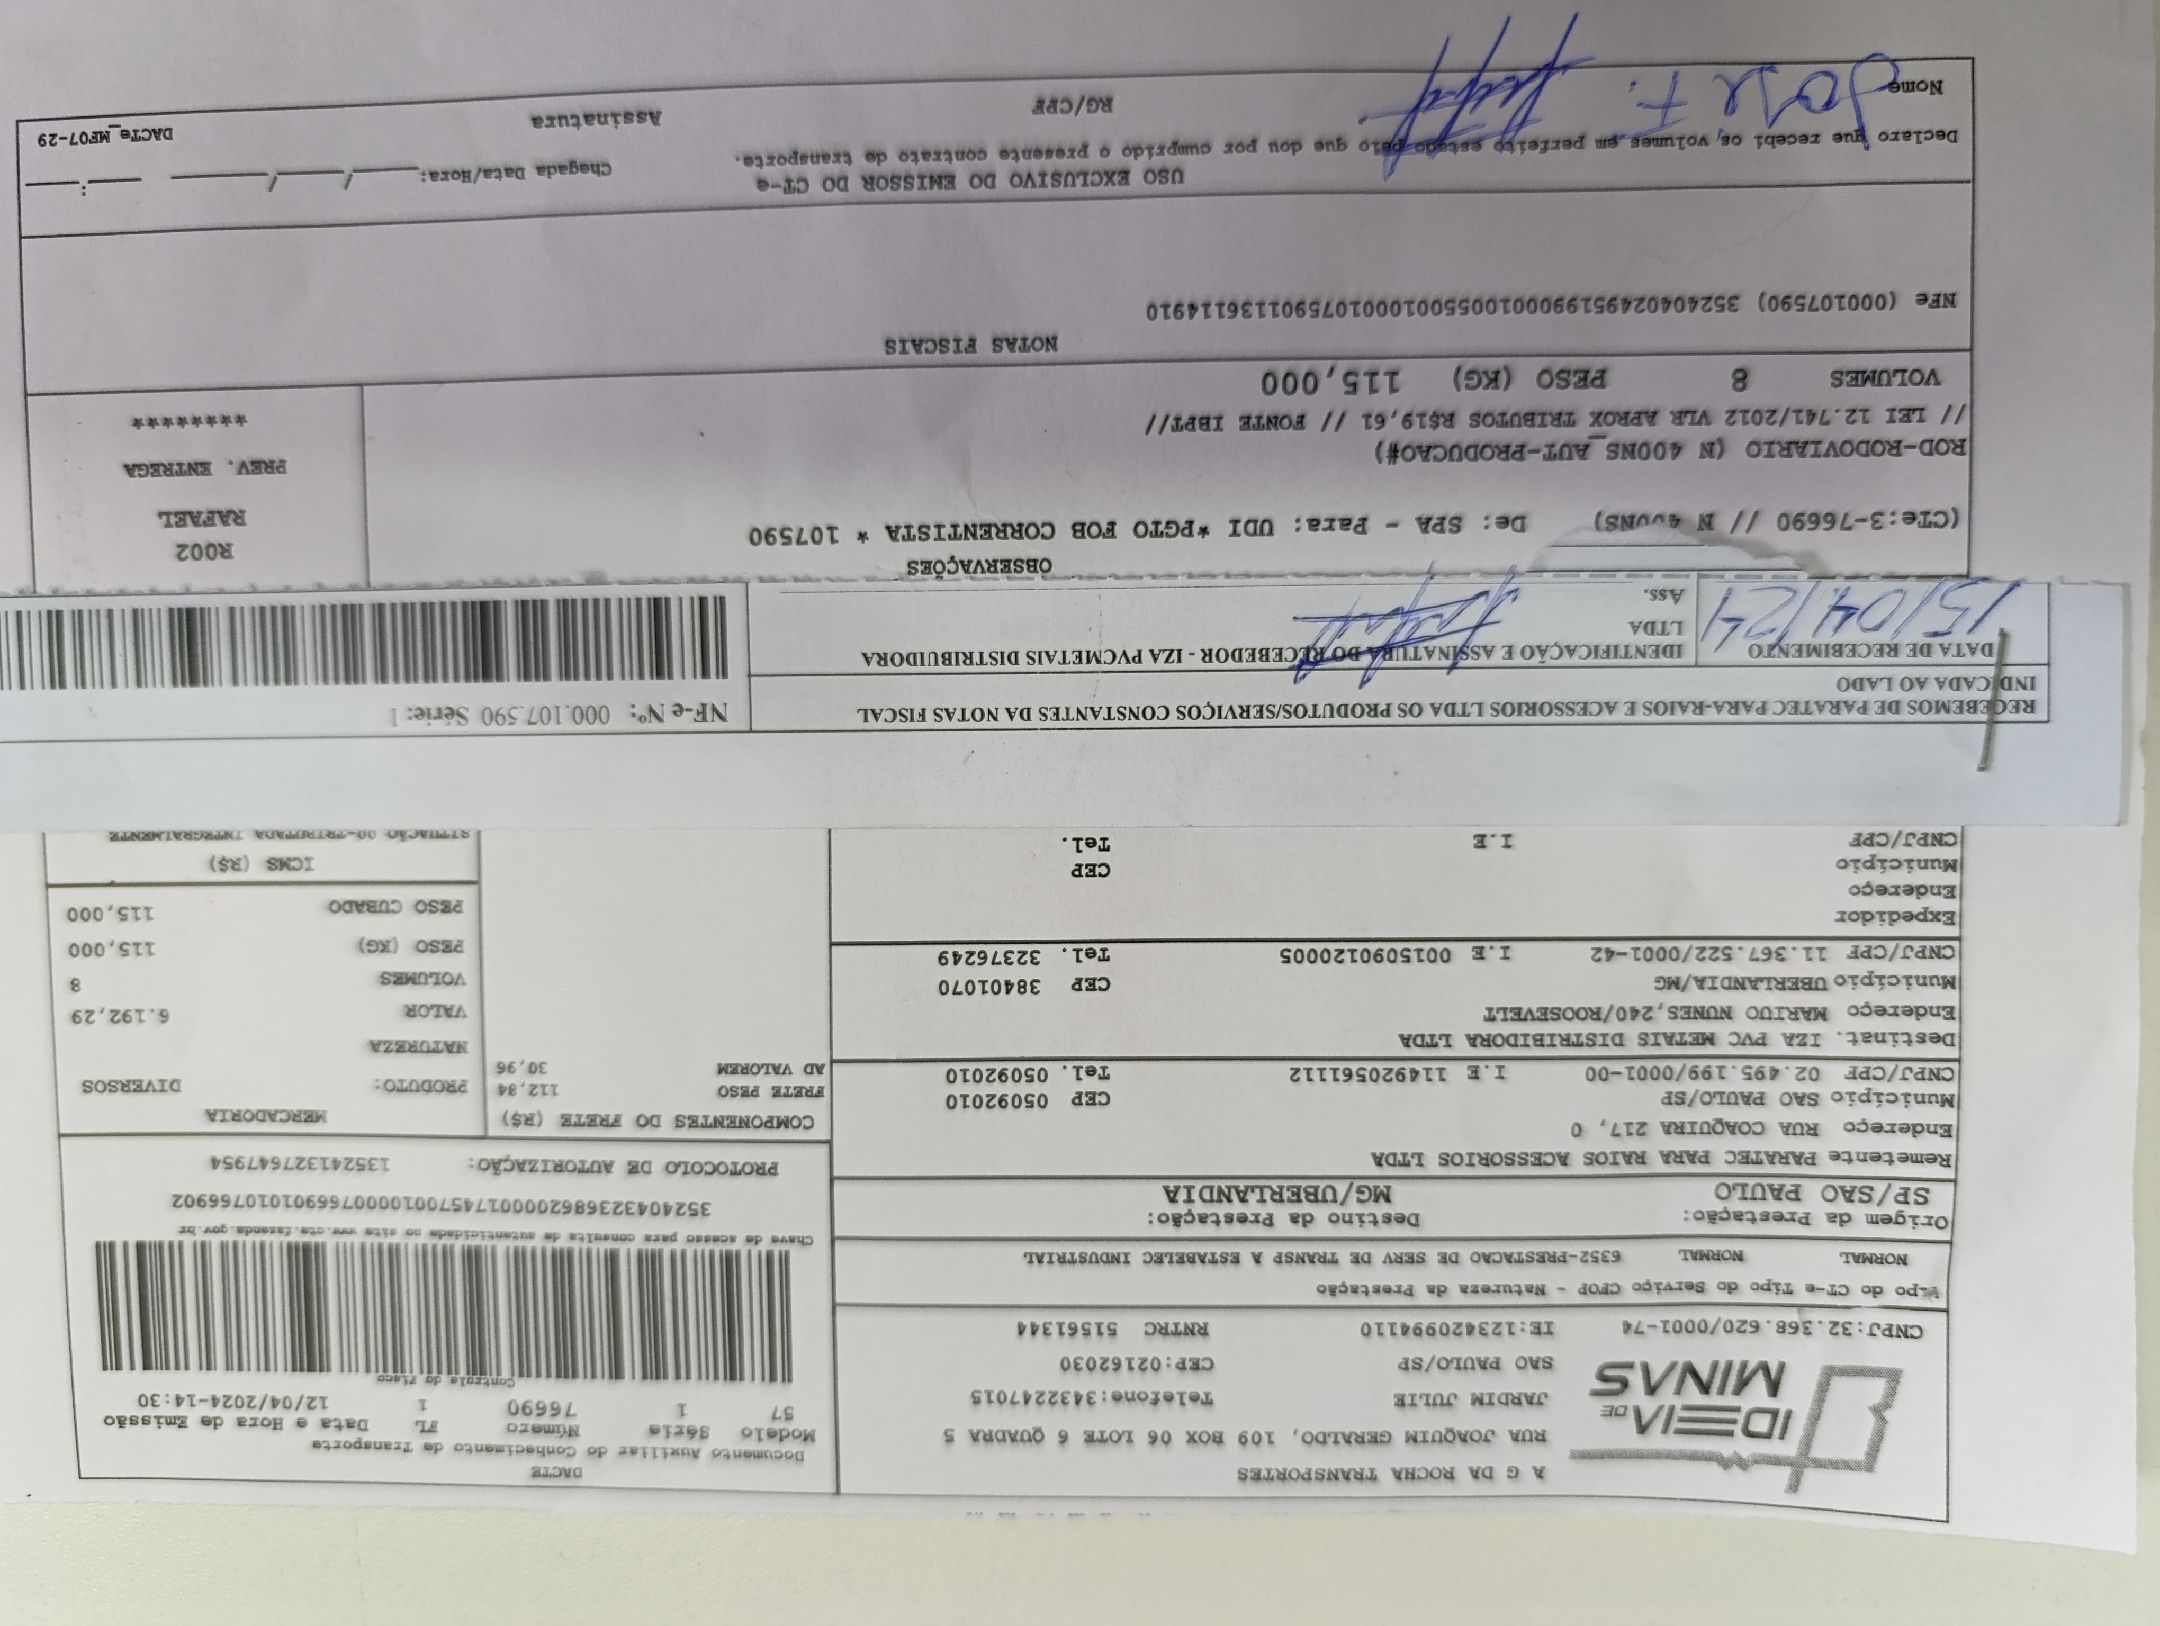 IDEIA DE
MINAS
A G DA ROCHA TRANSPORTES
RUA JOAQUIM GERALDO, 109 BOX 06 LOTE 6 QUADRA 5
JARDIM JULIE Telefone:3432247015
SAO PAULO/SP CEP:02162030
CNPJ:32.368.620/0001-74 IE:123420994110 RNTRC 51561344
DACTE
Documento Auxiliar do Conhecimento de Transporte
Modelo Série Número FL Data e Hora de Emissão
57 1 76690 1 12/04/2024-14:30
Controle do Fisco
Chave de acesso para consulta de autenticidade no site www.cte.fazenda.gov.br
35240432368620000174570010000766901010766902
PROTOCOLO DE AUTORIZAÇÃO: 135241327647954
Tipo do CT-e Tipo do Serviço CFOP - Natureza da Prestação
NORMAL NORMAL 6352-PRESTACAO DE SERV DE TRANSP A ESTABELEC INDUSTRIAL
Origem da Prestação: Destino da Prestação:
SP/SAO PAULO MG/UBERLANDIA
Remetente PARATEC PARA RAIOS ACESSORIOS LTDA
Endereço RUA COAQUIRA 217, 0
Município SAO PAULO/SP CEP 05092010
CNPJ/CPF 02.495.199/0001-00 I.E 114920561112 Tel. 05092010
Destinat. IZA PVC METAIS DISTRIBIDORA LTDA
Endereço MARIUO NUNES,240/ROOSEVELT
Município UBERLANDIA/MG CEP 38401070
CNPJ/CPF 11.367.522/0001-42 I.E 0015090120005 Tel. 32376249
Expedidor
Endereço
Município CEP
CNPJ/CPF I.E Tel.
COMPONENTES DO FRETE (R$)
FRETE PESO 112,84
AD VALOREM 30,96
MERCADORIA
PRODUTO: DIVERSOS
NATUREZA
VALOR 6.192,29
VOLUMES 8
PESO (KG) 115,000
PESO CUBADO 115,000
ICMS (R$)
SITUAÇÃO 00-TRIBUTADA INTEGRALMENTE
RECEBEMOS DE PARATEC PARA-RAIOS E ACESSORIOS LTDA OS PRODUTOS/SERVIÇOS CONSTANTES DA NOTAS FISCAL
INDICADA AO LADO
NF-e Nº: 000.107.590 Série: 1
DATA DE RECEBIMENTO
15/04/24
IDENTIFICAÇÃO E ASSINATURA DO RECEBEDOR - IZA PVCMETAIS DISTRIBUIDORA
LTDA
Ass.
OBSERVAÇÕES
(CTe:3-76690 // N 400NS) De: SPA - Para: UDI *PGTO FOB CORRENTISTA * 107590
ROD-RODOVIARIO (N 400NS_AUT-PRODUCAO#)
// LEI 12.741/2012 VLR APROX TRIBUTOS R$19,61 // FONTE IBPT//
VOLUMES 8 PESO (KG) 115,000
R002
RAFAEL
PREV. ENTREGA
*********
NOTAS FISCAIS
NFe (000107590) 35240402495199000100550010001075901136114910
USO EXCLUSIVO DO EMISSOR DO CT-e
Chegada Data/Hora: ____/____/____ ____:____
Declaro que recebi os volumes em perfeito estado pelo que dou por cumprido o presente contrato de transporte.
Nome RG/CPF Assinatura
José F.
DACTe_MF07-29